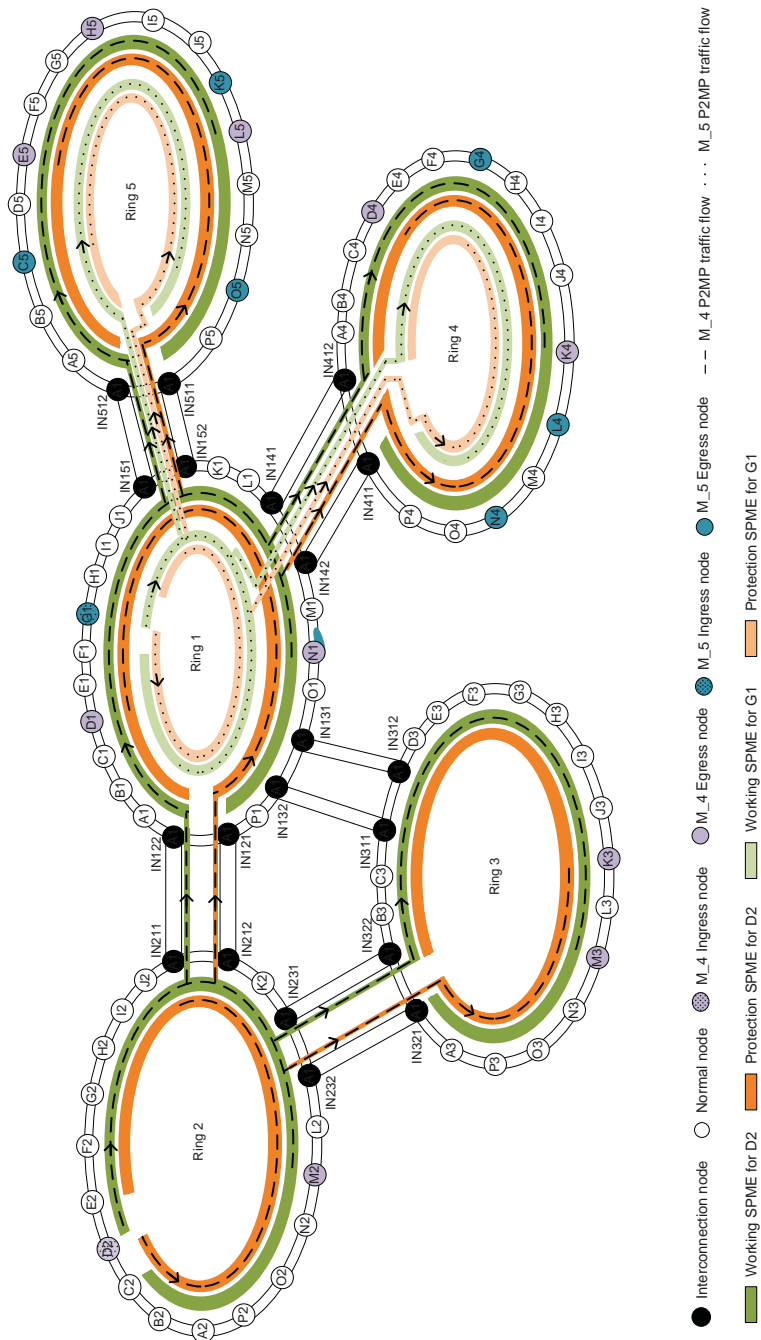 Ring 2
A2
B2
C2
D2
E2
F2
G2
H2
I2
J2
IN211
IN212
K2
IN231
IN232
L2
M2
N2
O2
P2
Ring 1
IN122
A1
B1
C1
D1
E1
F1
G1
H1
I1
J1
IN151
IN152
K1
L1
IN141
IN142
M1
N1
O1
IN131
IN132
P1
IN121
Ring 5
IN512
A5
B5
C5
D5
E5
F5
G5
H5
I5
J5
K5
L5
M5
N5
O5
P5
IN511
Ring 3
IN321
IN322
B3
C3
IN311
IN312
D3
E3
F3
G3
H3
I3
J3
K3
L3
M3
N3
O3
P3
A3
Ring 4
IN411
IN412
A4
B4
C4
D4
E4
F4
G4
H4
I4
J4
K4
L4
M4
N4
O4
P4
Interconnection node
Normal node
M_4 Ingress node
M_4 Egress node
M_5 Ingress node
M_5 Egress node
M_4 P2MP traffic flow
M_5 P2MP traffic flow
Working SPME for D2
Protection SPME for D2
Working SPME for G1
Protection SPME for G1